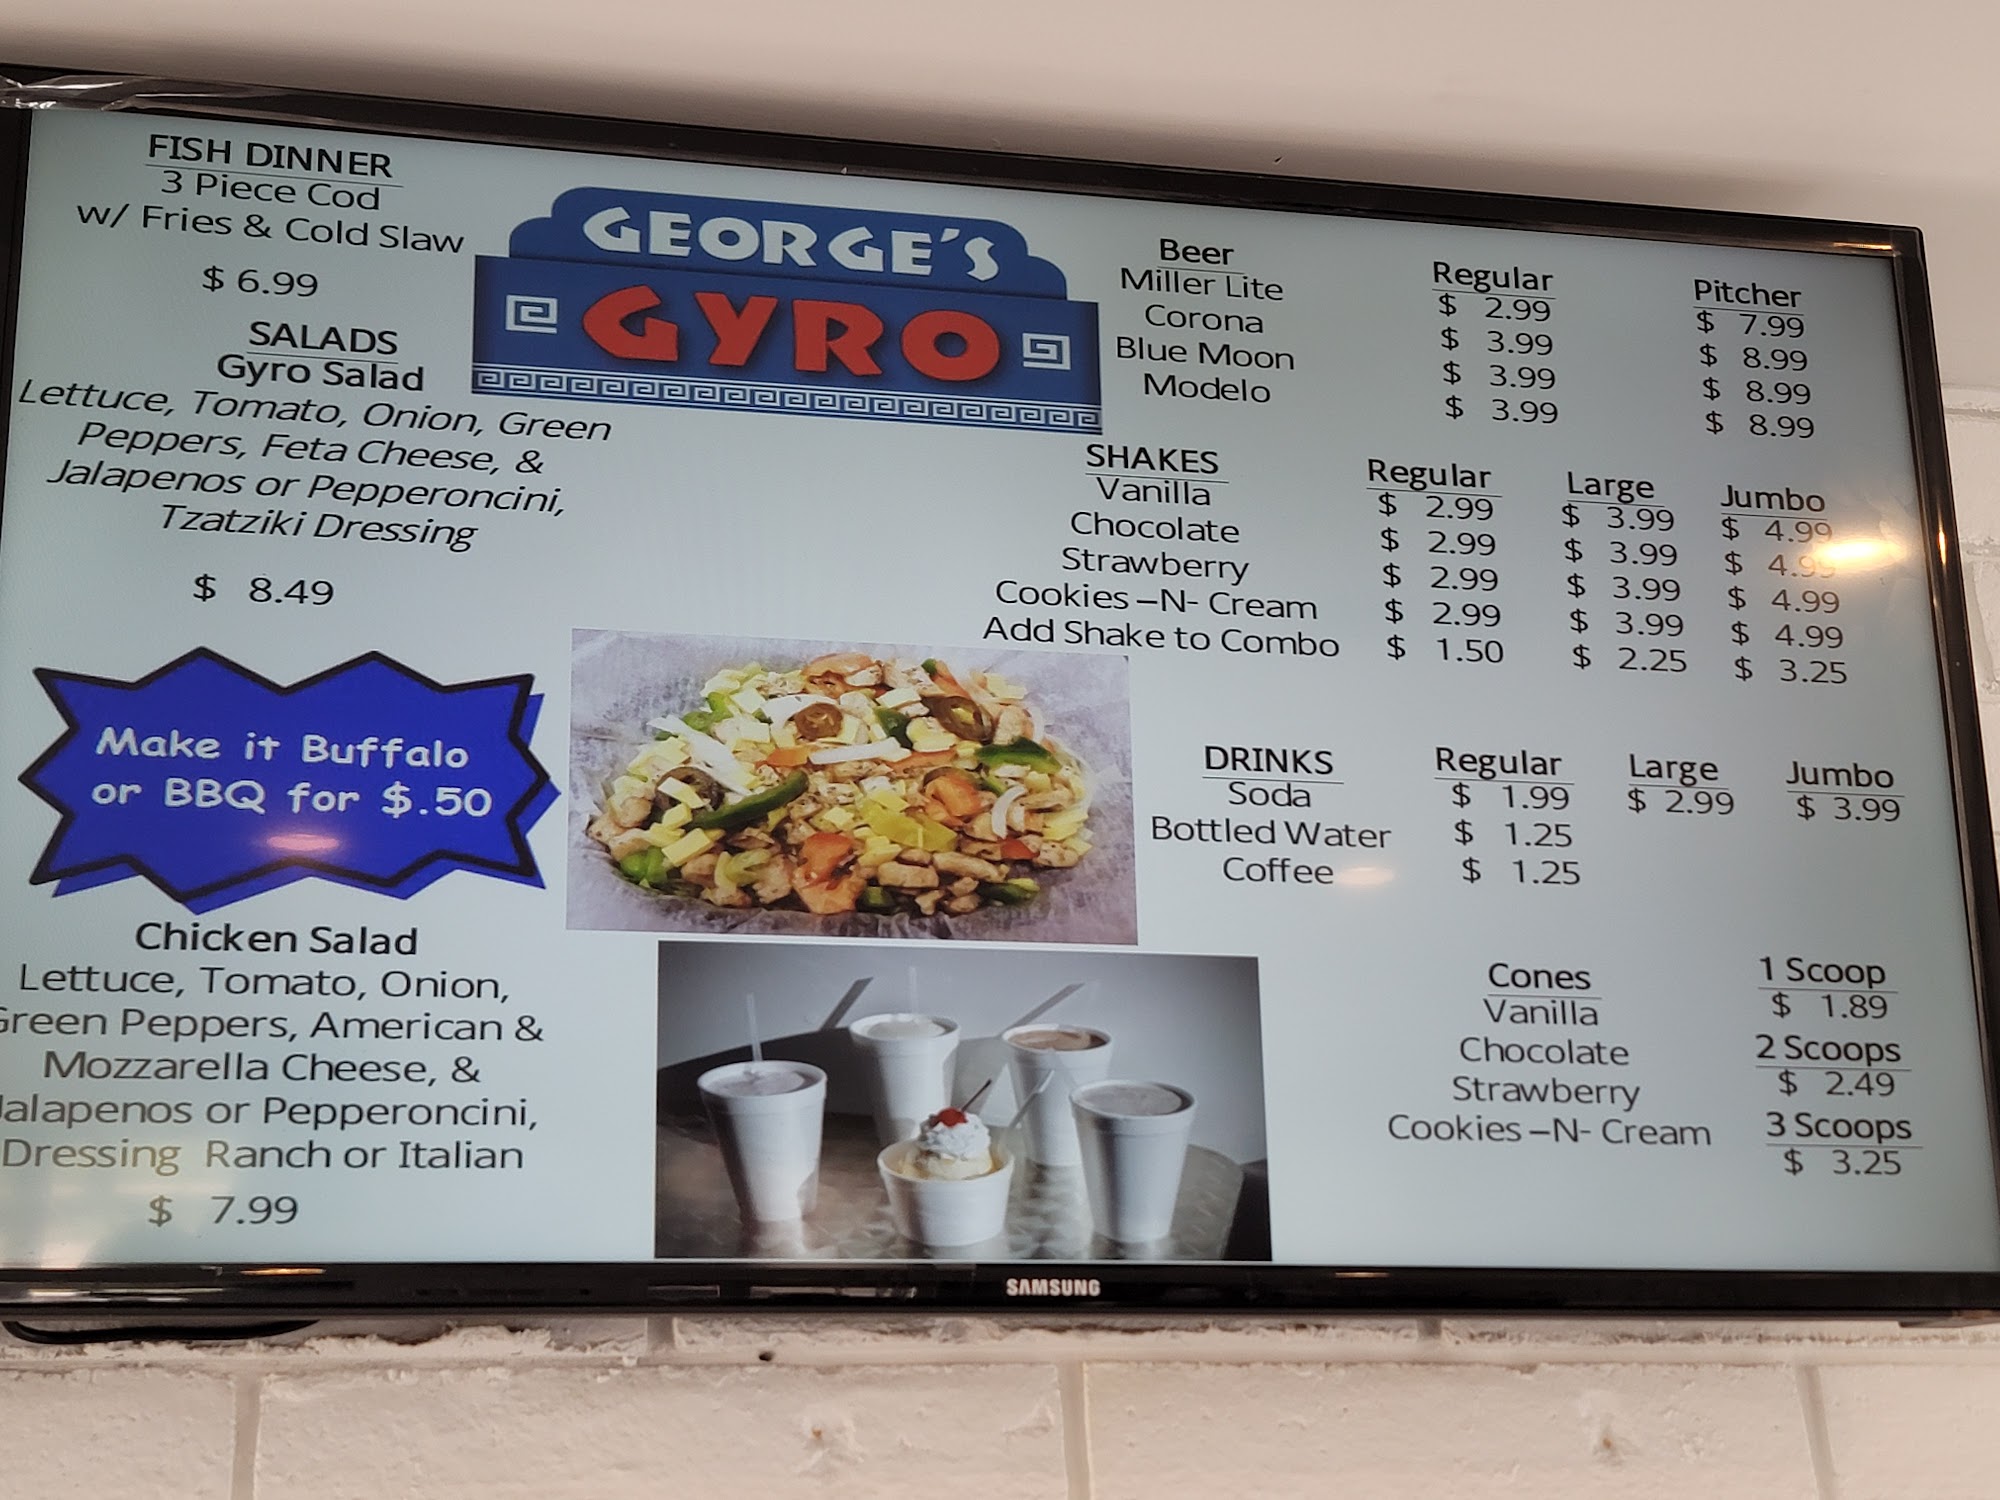 FISH DINNER
3 Piece Cod
w/ Fries & Cold Slaw
$ 6.99
SALADS
Gyro Salad
Lettuce, Tomato, Onion, Green
Peppers, Feta Cheese, &
Jalapenos or Pepperoncini,
Tzatziki Dressing
$ 8.49
Make it Buffalo
or BBQ for $.50
Chicken Salad
Lettuce, Tomato, Onion,
Green Peppers, American &
Mozzarella Cheese, &
Jalapenos or Pepperoncini,
Dressing Ranch or Italian
$ 7.99
GEORGE'S
GYRO
Beer Regular Pitcher
Miller Lite $ 2.99 $ 7.99
Corona $ 3.99 $ 8.99
Blue Moon $ 3.99 $ 8.99
Modelo $ 3.99 $ 8.99
SHAKES Regular Large Jumbo
Vanilla $ 2.99 $ 3.99 $ 4.99
Chocolate $ 2.99 $ 3.99 $ 4.99
Strawberry $ 2.99 $ 3.99 $ 4.99
Cookies –N- Cream $ 2.99 $ 3.99 $ 4.99
Add Shake to Combo $ 1.50 $ 2.25 $ 3.25
DRINKS Regular Large Jumbo
Soda $ 1.99 $ 2.99 $ 3.99
Bottled Water $ 1.25
Coffee $ 1.25
Cones
Vanilla
Chocolate
Strawberry
Cookies –N- Cream
1 Scoop
$ 1.89
2 Scoops
$ 2.49
3 Scoops
$ 3.25
SAMSUNG